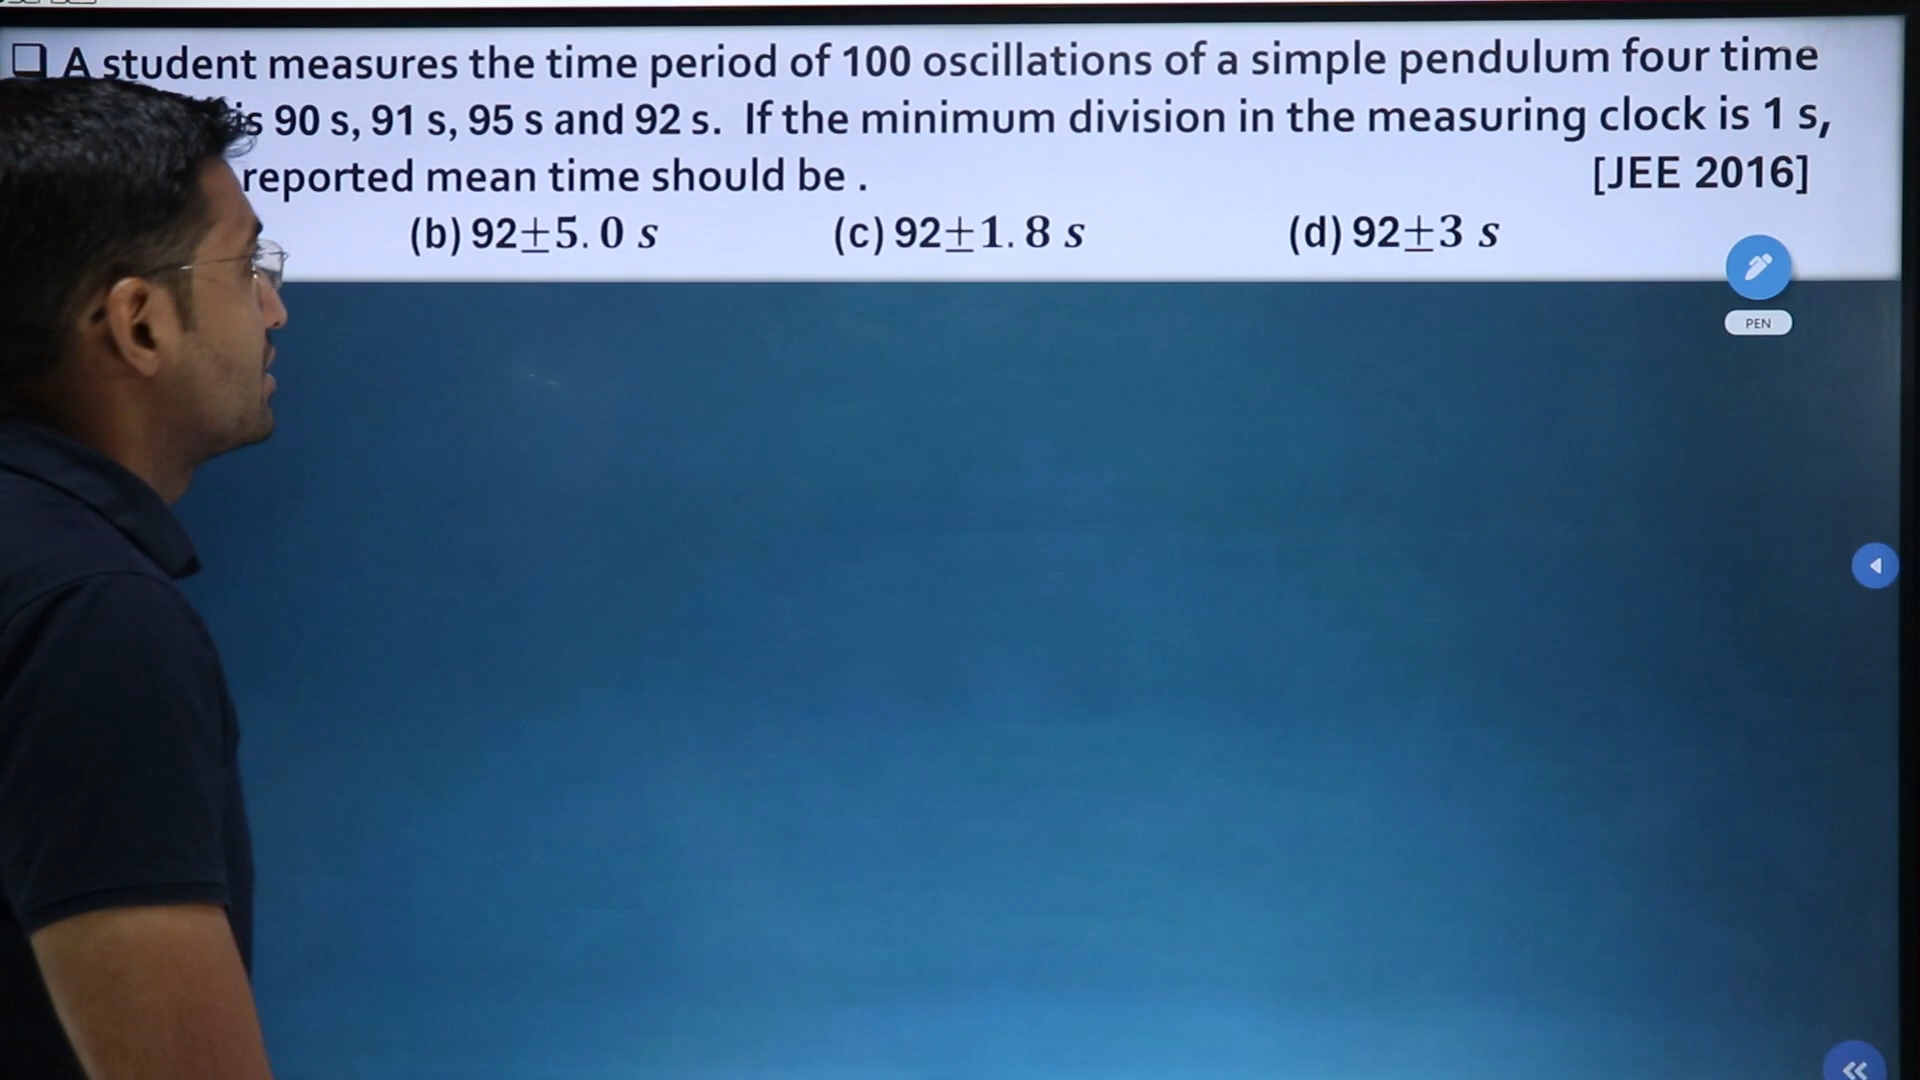 A student measures the time period of 100 oscillations of a simple pendulum four time
is 90 s, 91 s, 95 s and 92 s. If the minimum division in the measuring clock is 1 s,
reported mean time should be .
[JEE 2016]
(b) 92±5. 0 s (c) 92±1. 8 s (d) 92±3 s
PEN